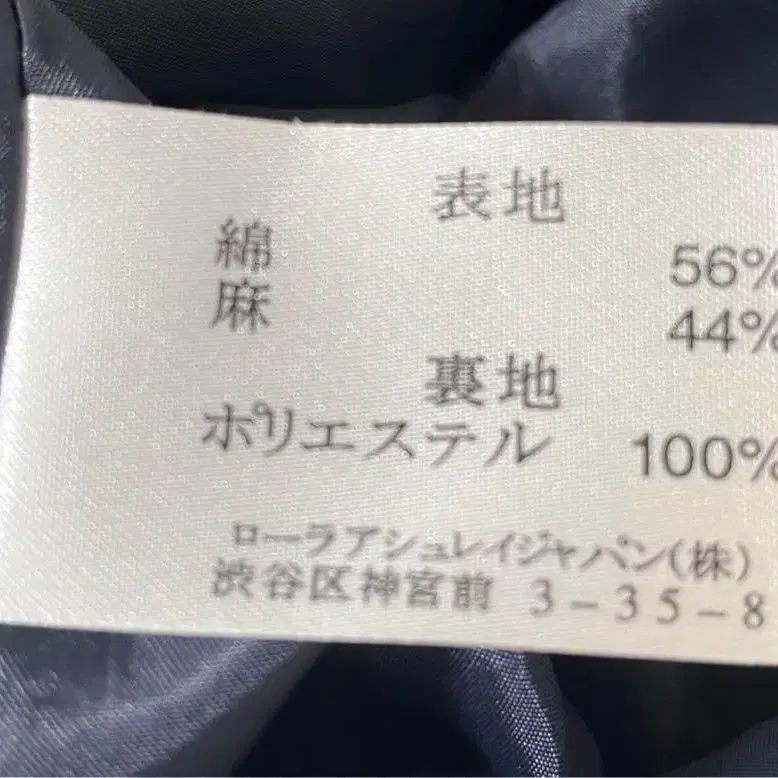 表地
綿 56%
麻 44%
裏地
ポリエステル 100%
ローラアシュレイジャパン(株)
渋谷区神宮前 3-35-8